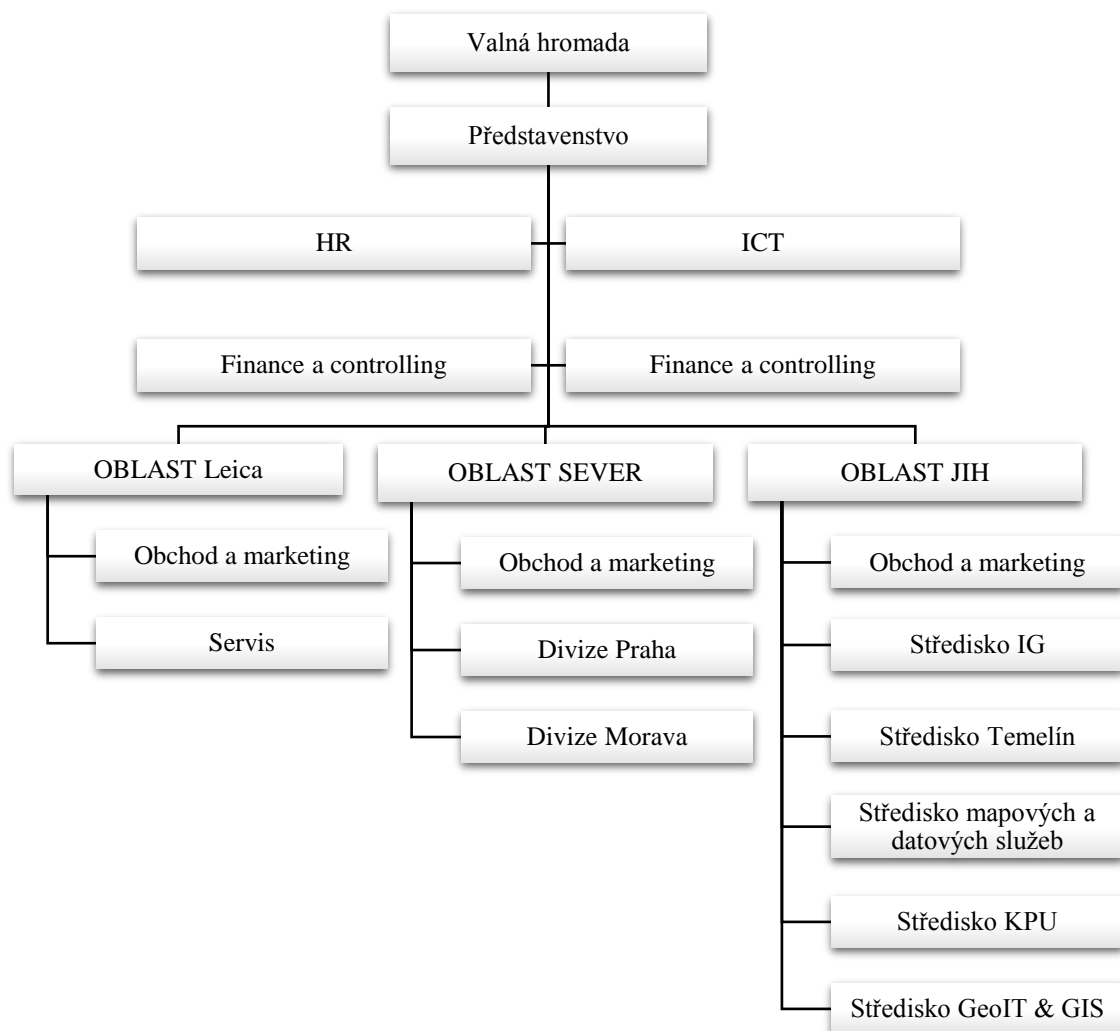 Valná hromada
Představenstvo
HR
ICT
Finance a controlling
Finance a controlling
OBLAST Leica
OBLAST SEVER
OBLAST JIH
Obchod a marketing
Servis
Obchod a marketing
Divize Praha
Divize Morava
Obchod a marketing
Středisko IG
Středisko Temelín
Středisko mapových a
datových služeb
Středisko KPU
Středisko GeoIT & GIS